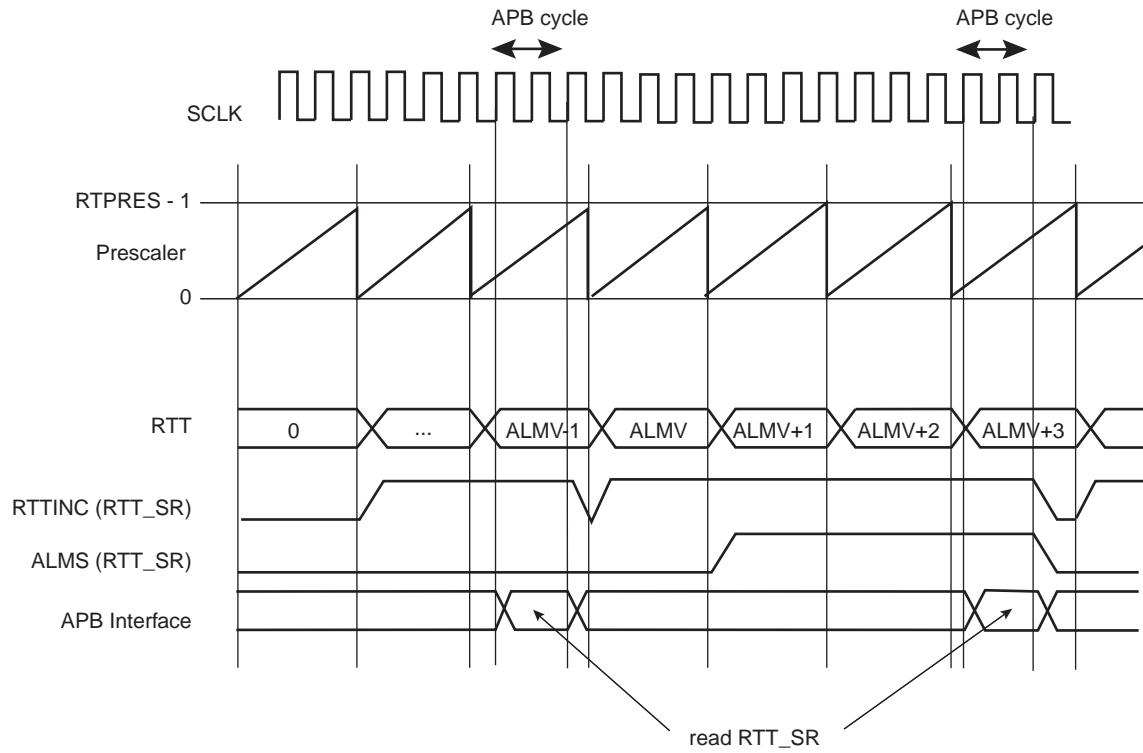 APB cycle APB cycle
SCLK
RTPRES - 1
Prescaler
0
RTT 0 ... ALMV-1 ALMV ALMV+1 ALMV+2 ALMV+3
RTTINC (RTT_SR)
ALMS (RTT_SR)
APB Interface
read RTT_SR